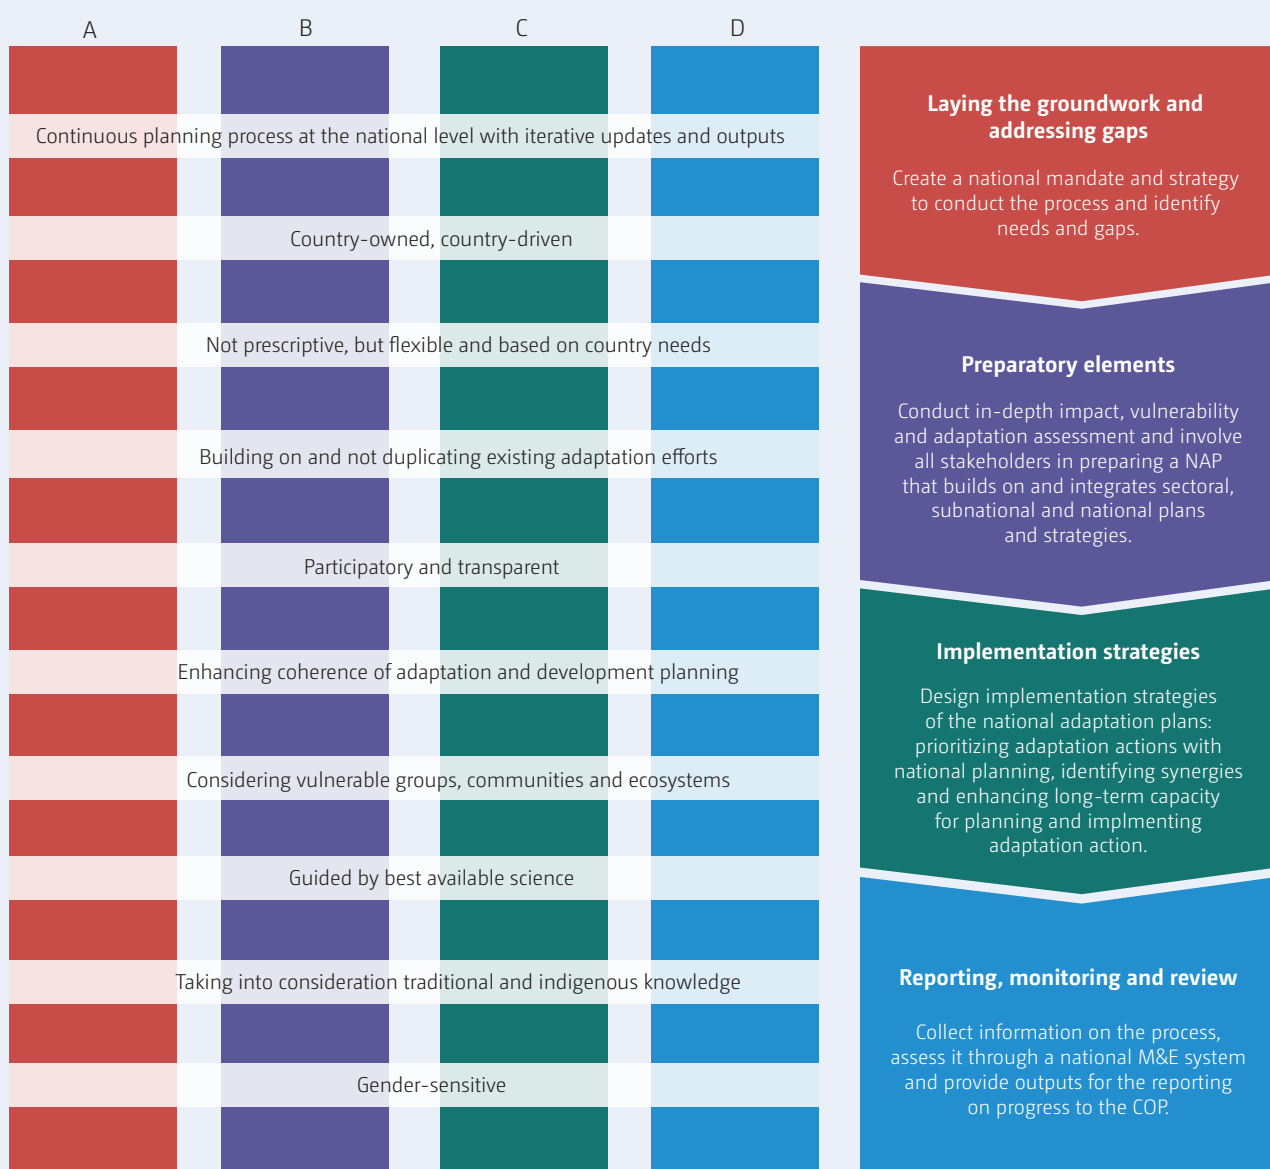 A
B
C
D
Continuous planning process at the national level with iterative updates and outputs
Country-owned, country-driven
Not prescriptive, but flexible and based on country needs
Building on and not duplicating existing adaptation efforts
Participatory and transparent
Enhancing coherence of adaptation and development planning
Considering vulnerable groups, communities and ecosystems
Guided by best available science
Taking into consideration traditional and indigenous knowledge
Gender-sensitive
Laying the groundwork and
addressing gaps
Create a national mandate and strategy
to conduct the process and identify
needs and gaps.
Preparatory elements
Conduct in-depth impact, vulnerability
and adaptation assessment and involve
all stakeholders in preparing a NAP
that builds on and integrates sectoral,
subnational and national plans
and strategies.
Implementation strategies
Design implementation strategies
of the national adaptation plans:
prioritizing adaptation actions with
national planning, identifying synergies
and enhancing long-term capacity
for planning and implmenting
adaptation action.
Reporting, monitoring and review
Collect information on the process,
assess it through a national M&E system
and provide outputs for the reporting
on progress to the COP.